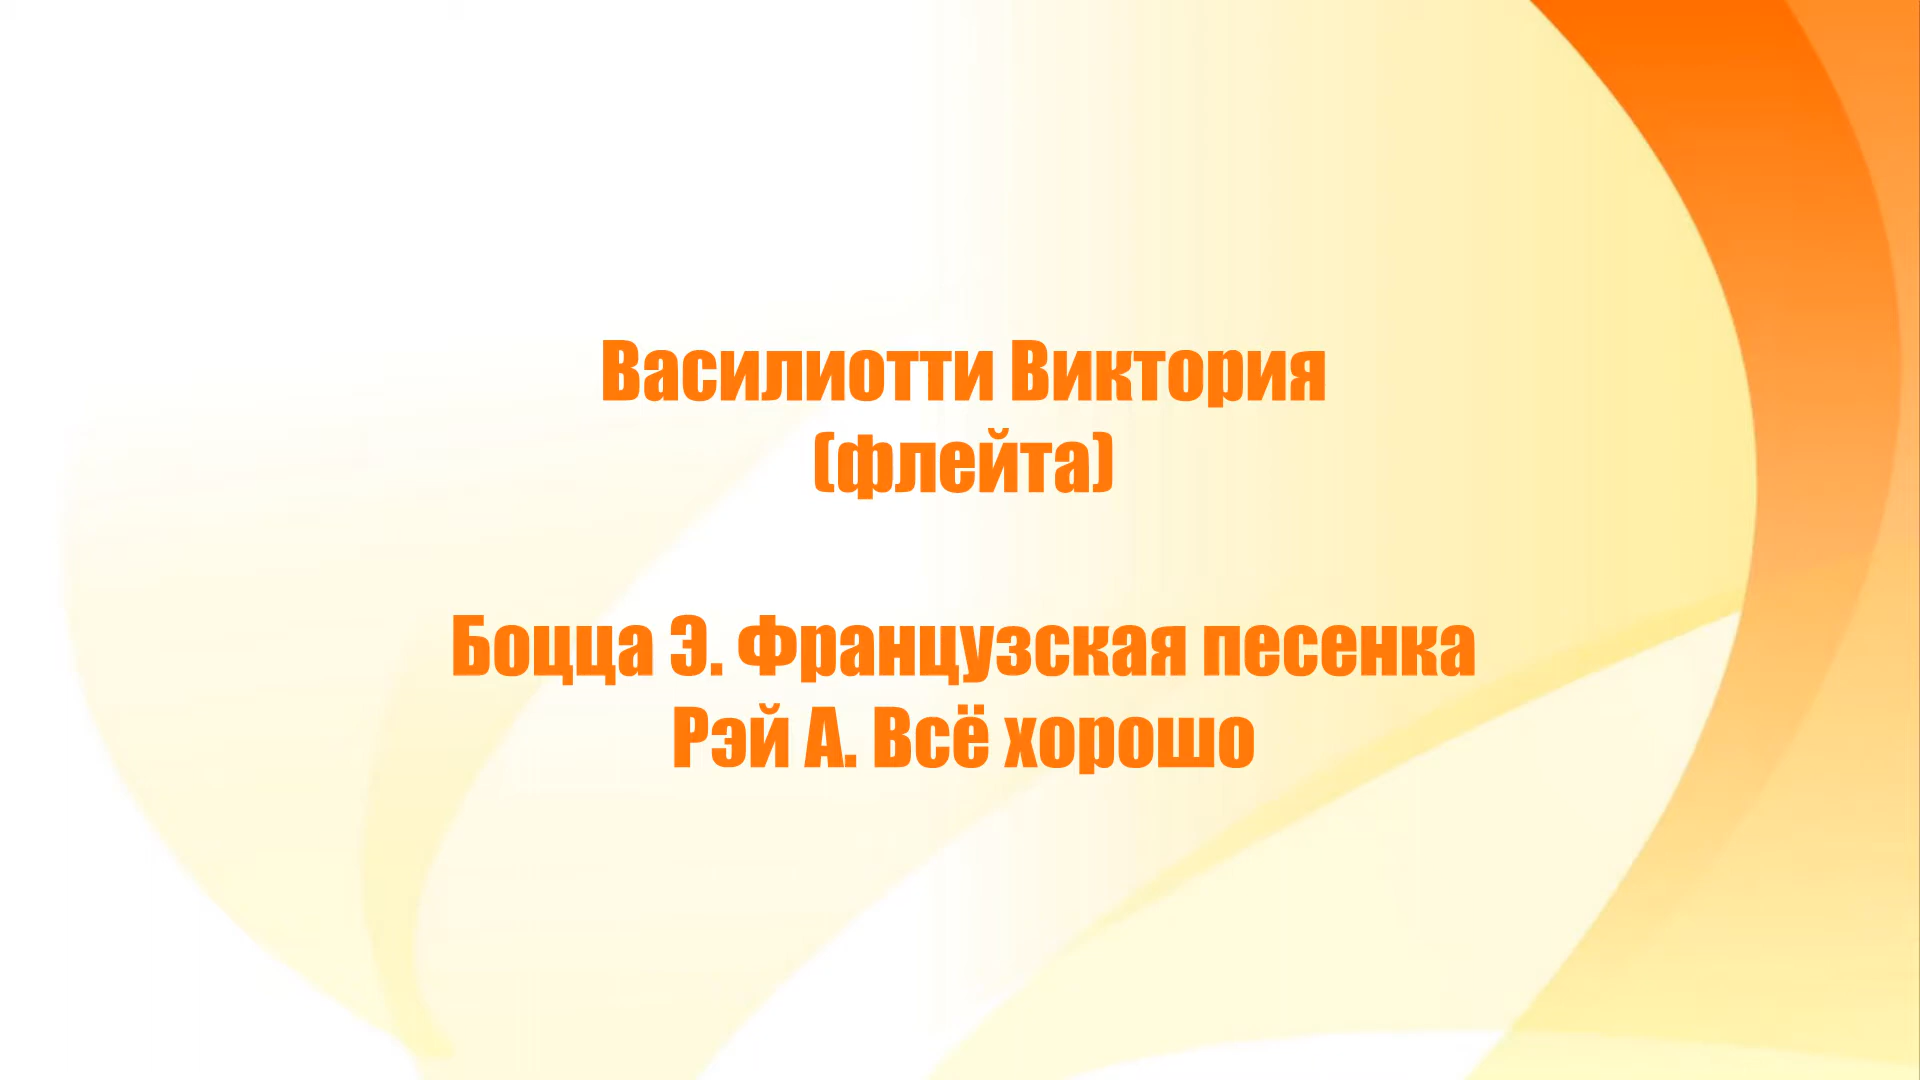 Василиотти Виктория
(флейта)
Боцца Э. Французская песенка
Рэй А. Всё хорошо